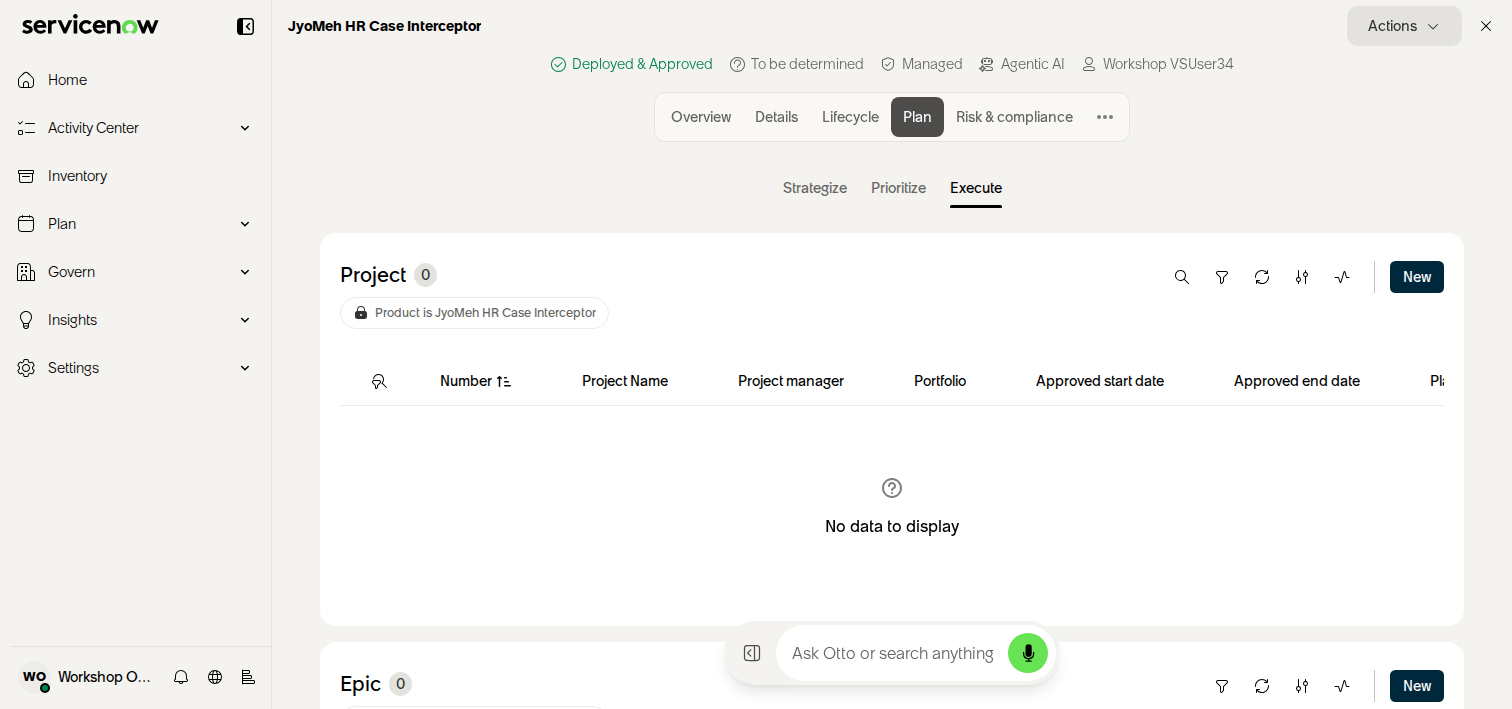 servicenow
JyoMeh HR Case Interceptor
Actions
Deployed & Approved To be determined Managed Agentic AI Workshop VSUser34
Home
Activity Center
Inventory
Plan
Govern
Insights
Settings
Overview Details Lifecycle Plan Risk & compliance
Strategize Prioritize Execute
Project 0
New
Product is JyoMeh HR Case Interceptor
Number Project Name Project manager Portfolio Approved start date Approved end date
No data to display
Ask Otto or search anything
WO Workshop O...
Epic 0
New